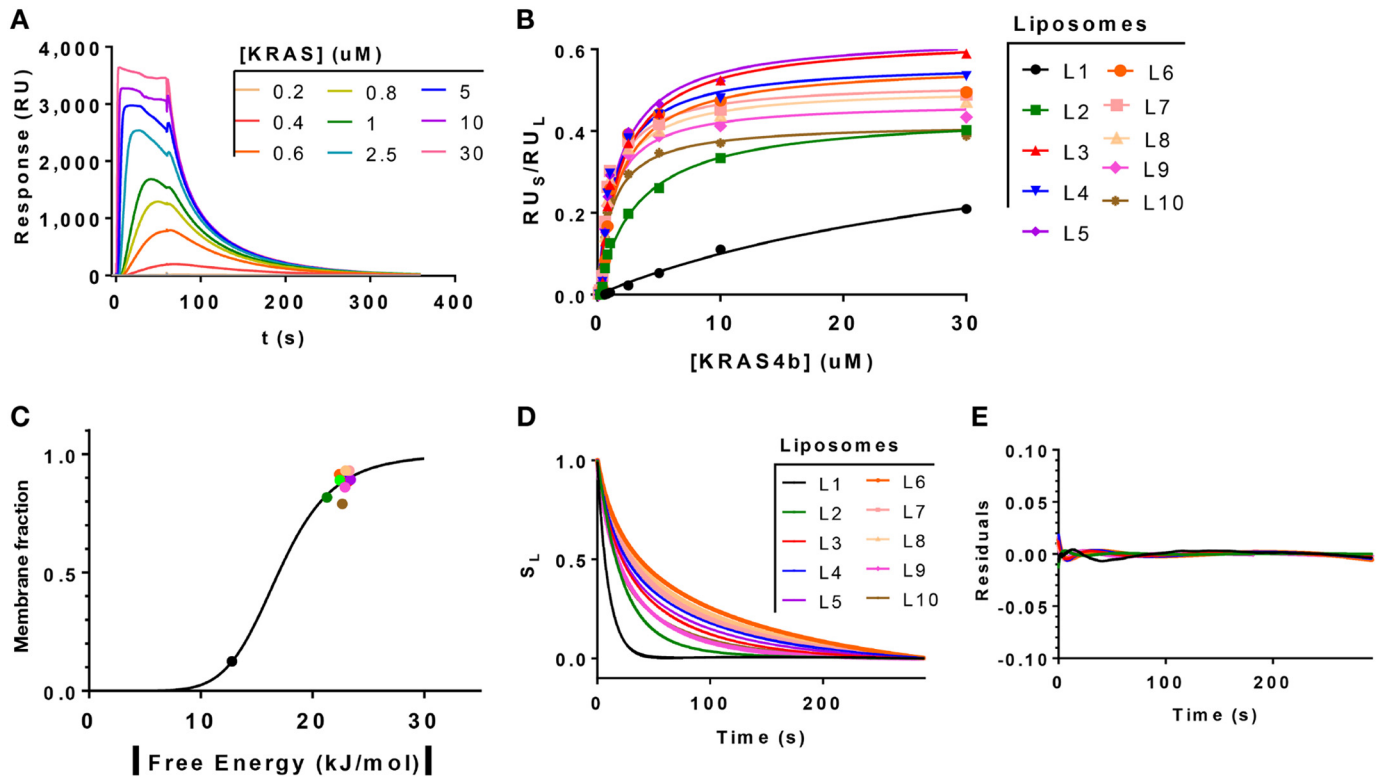 A
[KRAS] (uM)
0.2 0.8 5
0.4 1 10
0.6 2.5 30
4,000
3,000
2,000
1,000
0
Response (RU)
0 100 200 300 400
t (s)
B
0.6
0.4
0.2
0.0
RUS/RUL
0 10 20 30
[KRAS4b] (uM)
Liposomes
L1 L6
L2 L7
L3 L8
L4 L9
L5 L10
C
1.0
0.5
0.0
Membrane fraction
0 10 20 30
|Free Energy (kJ/mol)|
D
1.0
0.5
0.0
SL
0 100 200
Time (s)
Liposomes
L1 L6
L2 L7
L3 L8
L4 L9
L5 L10
E
0.10
0.05
0.00
-0.05
-0.10
Residuals
0 100 200
Time (s)